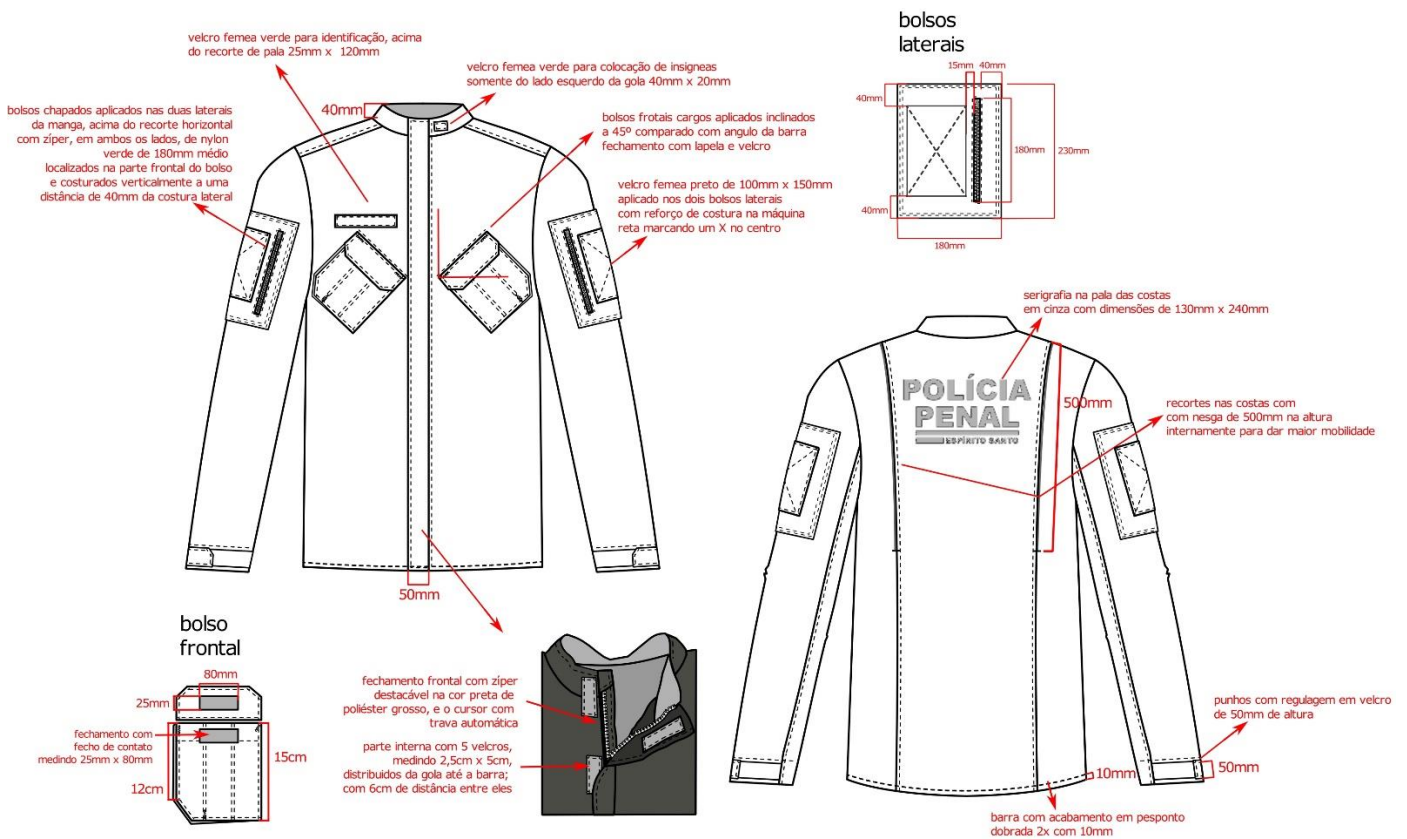 velcro femea verde para identificação, acima
do recorte de pala 25mm x 120mm
velcro femea verde para colocação de insigneas
somente do lado esquerdo da gola 40mm x 20mm
40mm
bolsos chapados aplicados nas duas laterais
da manga, acima do recorte horizontal
com zíper, em ambos os lados, de nylon
verde de 180mm médio
localizados na parte frontal do bolso
e costurados verticalmente a uma
distância de 40mm da costura lateral
bolsos frotais cargos aplicados inclinados
a 45º comparado com angulo da barra
fechamento com lapela e velcro
velcro femea preto de 100mm x 150mm
aplicado nos dois bolsos laterais
com reforço de costura na máquina
reta marcando um X no centro
50mm
bolsos
laterais
15mm
40mm
40mm
180mm
230mm
40mm
180mm
serigrafia na pala das costas
em cinza com dimensões de 130mm x 240mm
POLÍCIA
PENAL
ESPÍRITO SANTO
500mm
recortes nas costas com
com nesga de 500mm na altura
internamente para dar maior mobilidade
bolso
frontal
80mm
25mm
fechamento com
fecho de contato
medindo 25mm x 80mm
15cm
12cm
fechamento frontal com zíper
destacável na cor preta de
poliéster grosso, e o cursor com
trava automática
parte interna com 5 velcros,
medindo 2,5cm x 5cm,
distribuidos da gola até a barra;
com 6cm de distância entre eles
punhos com regulagem em velcro
de 50mm de altura
10mm
50mm
barra com acabamento em pesponto
dobrada 2x com 10mm